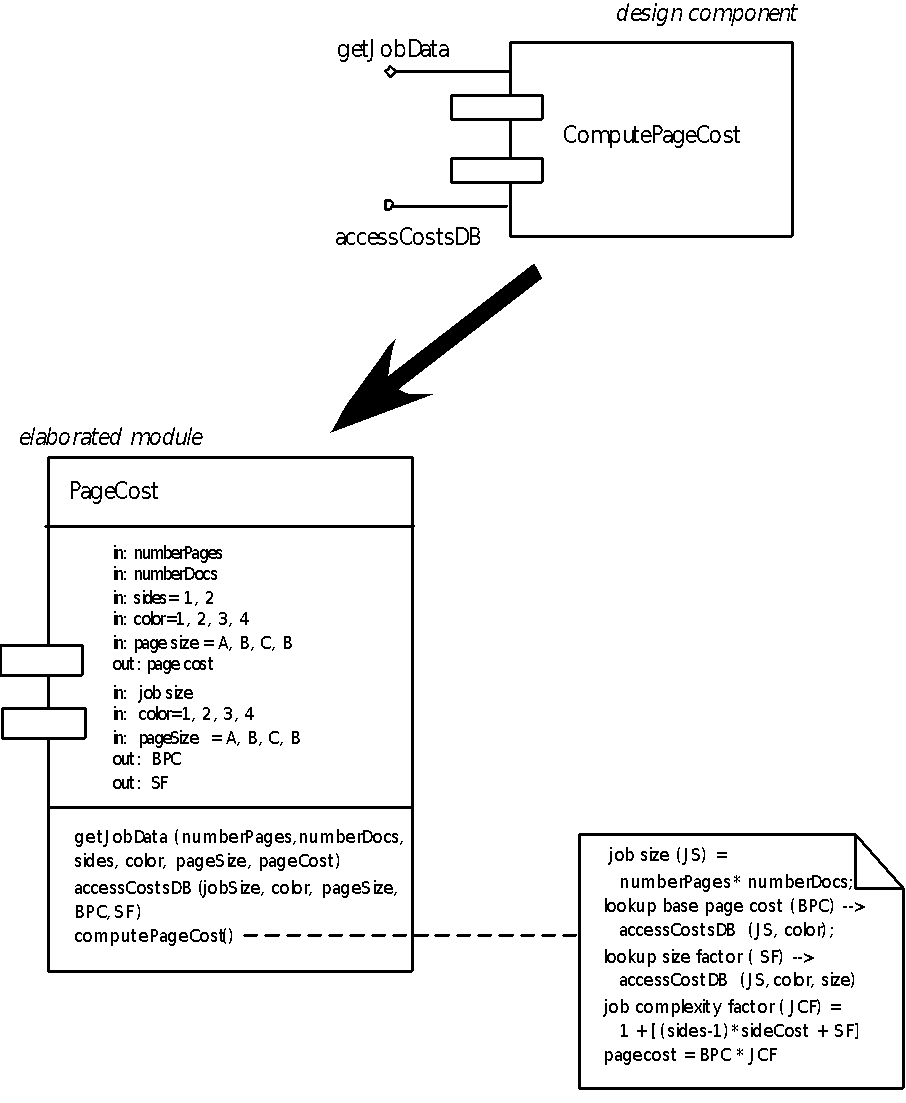 design component
getJobData
ComputePageCost
accessCostsDB
elaborated module
PageCost
in: numberPages
in: numberDocs
in: sides= 1, 2
in: color=1, 2, 3, 4
in: page size = A, B, C, B
out: page cost
in: job size
in: color=1, 2, 3, 4
in: pageSize = A, B, C, B
out: BPC
out: SF
getJobData (numberPages, numberDocs,
sides, color, pageSize, pageCost)
accessCostsDB (jobSize, color, pageSize,
BPC, SF)
computePageCost()
job size (JS) =
numberPages* numberDocs;
lookup base page cost (BPC) -->
accessCostsDB (JS, color);
lookup size factor ( SF) -->
accessCostDB (JS, color, size)
job complexity factor ( JCF) =
1 + [ (sides-1)*sideCost + SF]
pagecost = BPC * JCF